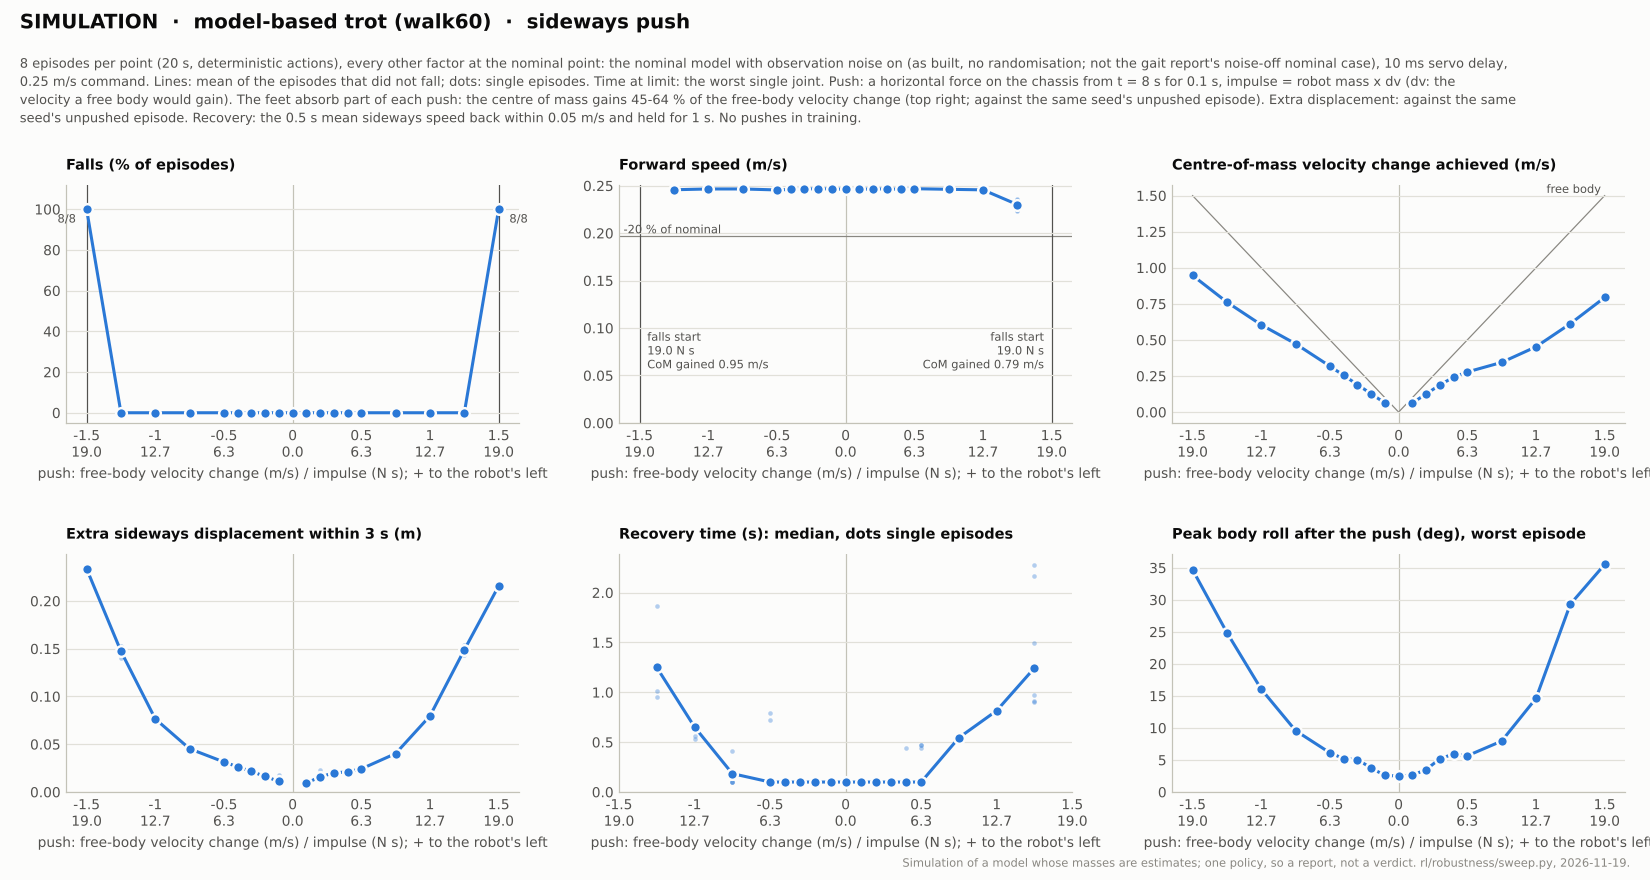 SIMULATION · model-based trot (walk60) · sideways push
8 episodes per point (20 s, deterministic actions), every other factor at the nominal point: the nominal model with observation noise on (as built, no randomisation; not the gait report's noise-off nominal case), 10 ms servo delay,
0.25 m/s command. Lines: mean of the episodes that did not fall; dots: single episodes. Time at limit: the worst single joint. Push: a horizontal force on the chassis from t = 8 s for 0.1 s, impulse = robot mass x dv (dv: the
velocity a free body would gain). The feet absorb part of each push: the centre of mass gains 45-64 % of the free-body velocity change (top right; against the same seed's unpushed episode). Extra displacement: against the same
seed's unpushed episode. Recovery: the 0.5 s mean sideways speed back within 0.05 m/s and held for 1 s. No pushes in training.
Falls (% of episodes)
100
8/8
8/8
80
60
40
20
0
-1.5 -1 -0.5 0 0.5 1 1.5
19.0 12.7 6.3 0.0 6.3 12.7 19.0
push: free-body velocity change (m/s) / impulse (N s); + to the robot's left
Forward speed (m/s)
0.25
-20 % of nominal
0.20
0.15
0.10
falls start
19.0 N s
CoM gained 0.95 m/s
falls start
19.0 N s
CoM gained 0.79 m/s
0.05
0.00
-1.5 -1 -0.5 0 0.5 1 1.5
19.0 12.7 6.3 0.0 6.3 12.7 19.0
push: free-body velocity change (m/s) / impulse (N s); + to the robot's left
Centre-of-mass velocity change achieved (m/s)
free body
1.50
1.25
1.00
0.75
0.50
0.25
0.00
-1.5 -1 -0.5 0 0.5 1 1.5
19.0 12.7 6.3 0.0 6.3 12.7 19.0
push: free-body velocity change (m/s) / impulse (N s); + to the robot's left
Extra sideways displacement within 3 s (m)
0.20
0.15
0.10
0.05
0.00
-1.5 -1 -0.5 0 0.5 1 1.5
19.0 12.7 6.3 0.0 6.3 12.7 19.0
push: free-body velocity change (m/s) / impulse (N s); + to the robot's left
Recovery time (s): median, dots single episodes
2.0
1.5
1.0
0.5
0.0
-1.5 -1 -0.5 0 0.5 1 1.5
19.0 12.7 6.3 0.0 6.3 12.7 19.0
push: free-body velocity change (m/s) / impulse (N s); + to the robot's left
Peak body roll after the push (deg), worst episode
35
30
25
20
15
10
5
0
-1.5 -1 -0.5 0 0.5 1 1.5
19.0 12.7 6.3 0.0 6.3 12.7 19.0
push: free-body velocity change (m/s) / impulse (N s); + to the robot's left
Simulation of a model whose masses are estimates; one policy, so a report, not a verdict. rl/robustness/sweep.py, 2026-11-19.